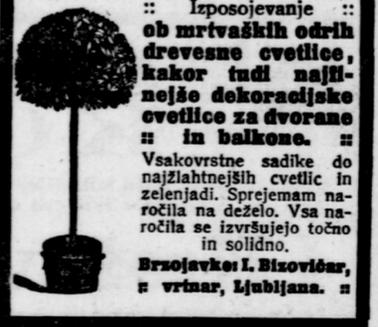 :: Izposojevanje ::
ob mrtvaških odrih
drevesne cvetlice,
kakor tudi najfi-
nejše dekoracijske
cvetlice za dvorane
:: in balkone. ::
Vsakovrstne sadike do
najžlahtnejših cvetlic in
zelenjadi. Sprejemam na-
ročila na deželo. Vsa na-
ročila se izvršujejo točno
in solidno.
Brzojavke: I. Bizovičar,
:: vrtnar, Ljubljana. ::